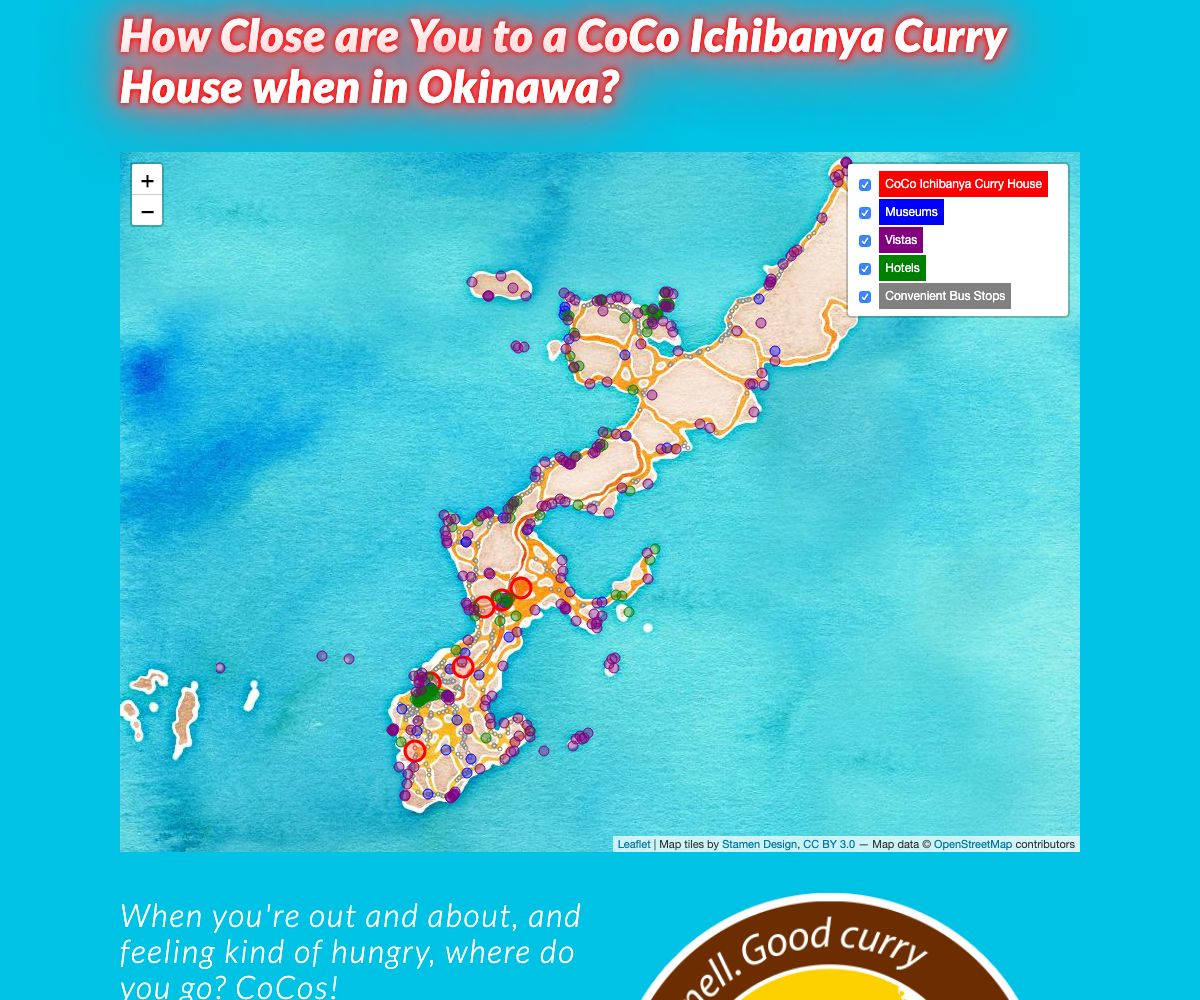 How Close are You to a CoCo Ichibanya Curry
House when in Okinawa?
+
−
CoCo Ichibanya Curry House
Museums
Vistas
Hotels
Convenient Bus Stops
Leaflet | Map tiles by Stamen Design, CC BY 3.0 — Map data © OpenStreetMap contributors
When you're out and about, and
feeling kind of hungry, where do
you go? CoCos!
Good curry